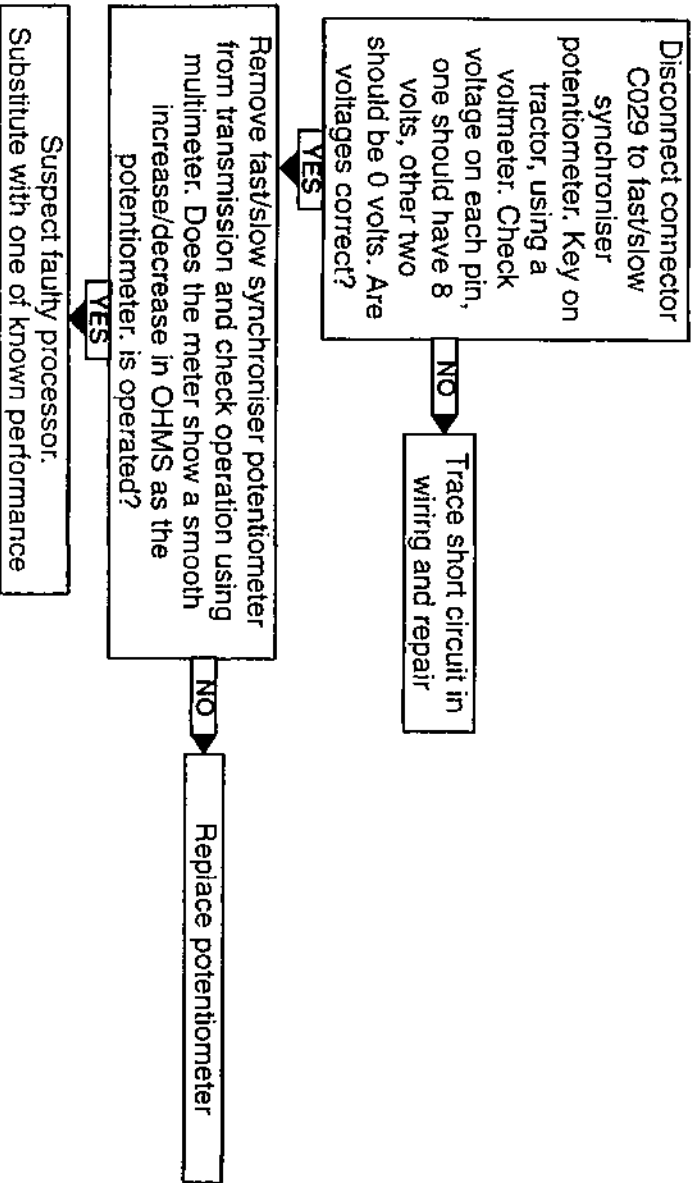 Disconnect connector
C029 to fast/slow
synchroniser
potentiometer. Key on
tractor, using a
voltmeter. Check
voltage on each pin,
one should have 8
volts, other two
should be 0 volts. Are
voltages correct?
NO
Trace short circuit in
wiring and repair
YES
Remove fast/slow synchroniser potentiometer
from transmission and check operation using
multimeter. Does the meter show a smooth
increase/decrease in OHMS as the
potentiometer. is operated?
NO
Replace potentiometer
YES
Suspect faulty processor.
Substitute with one of known performance